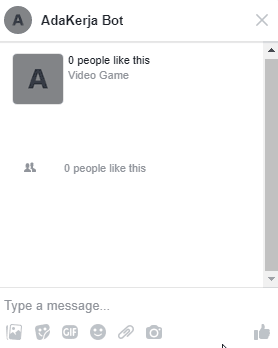 A AdaKerja Bot
A
0 people like this
Video Game
0 people like this
Type a message...
GIF